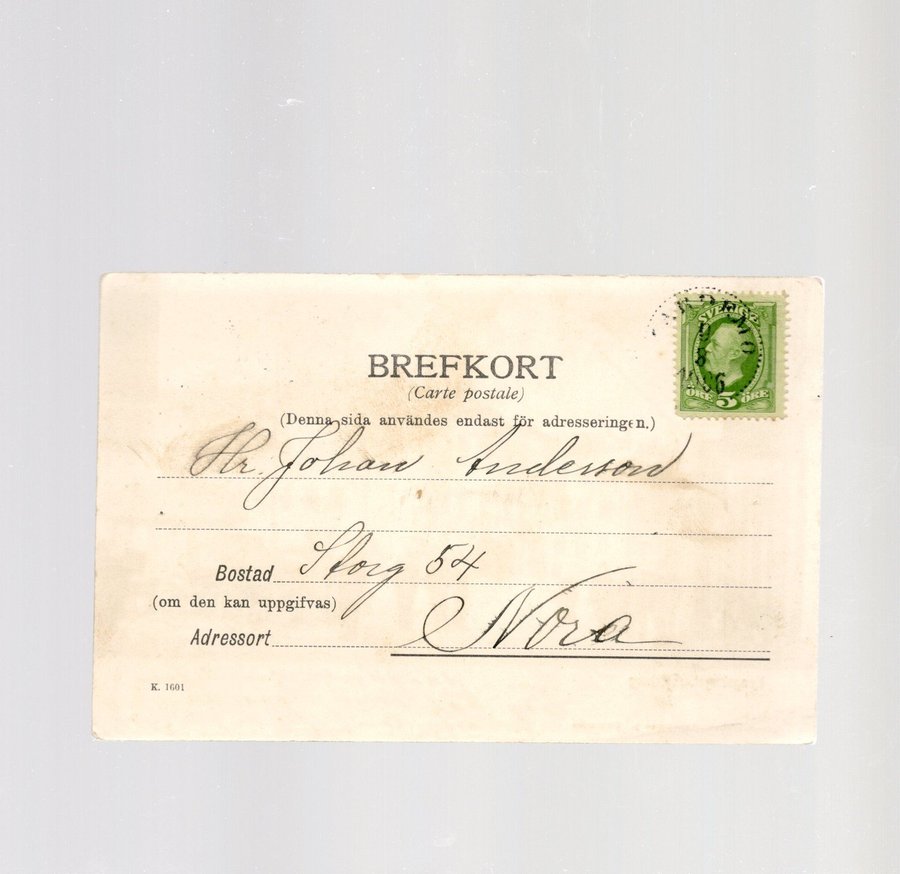 SVERIGE
BREFKORT
(Carte postale)
(Denna sida användes endast för adresseringen.)
ÖRE 5 ÖRE
Hr. Johan Anderson
Bostad Storg 54
(om den kan uppgifvas)
Adressort Nora
K. 1601